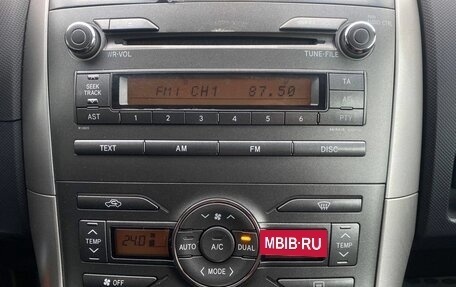 PWR·VOL
TUNE·FILE
SEEK
TRACK
FM1 CH1 87.50
TA
AF
AST
1 2 3 4 5 6
PTY
TEXT AM FM DISC
TEMP
24.0
AUTO
A/C
DUAL
MODE
OFF
MBIB·RU
TEMP